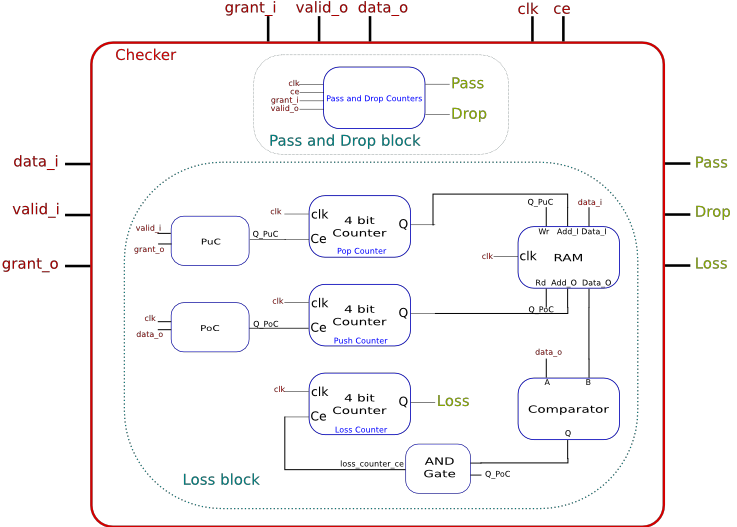 grant_i valid_o data_o clk ce
Checker
clk
ce
grant_i
valid_o
Pass and Drop Counters
Pass
Drop
Pass and Drop block
data_i
valid_i
grant_o
Pass
Drop
Loss
valid_i
grant_o
PuC
Q_PuC
clk
clk
Ce
4 bit
Counter
Q
Pop Counter
Q_PuC
data_i
Wr Add_I Data_I
clk
clk
RAM
Rd Add_O Data_O
Q_PoC
clk
data_o
PoC
Q_PoC
clk
clk
Ce
4 bit
Counter
Q
Push Counter
data_o
A B
Comparator
Q
clk
clk
Ce
4 bit
Counter
Q
Loss Counter
Loss
loss_counter_ce
AND
Gate
Q_PoC
Loss block